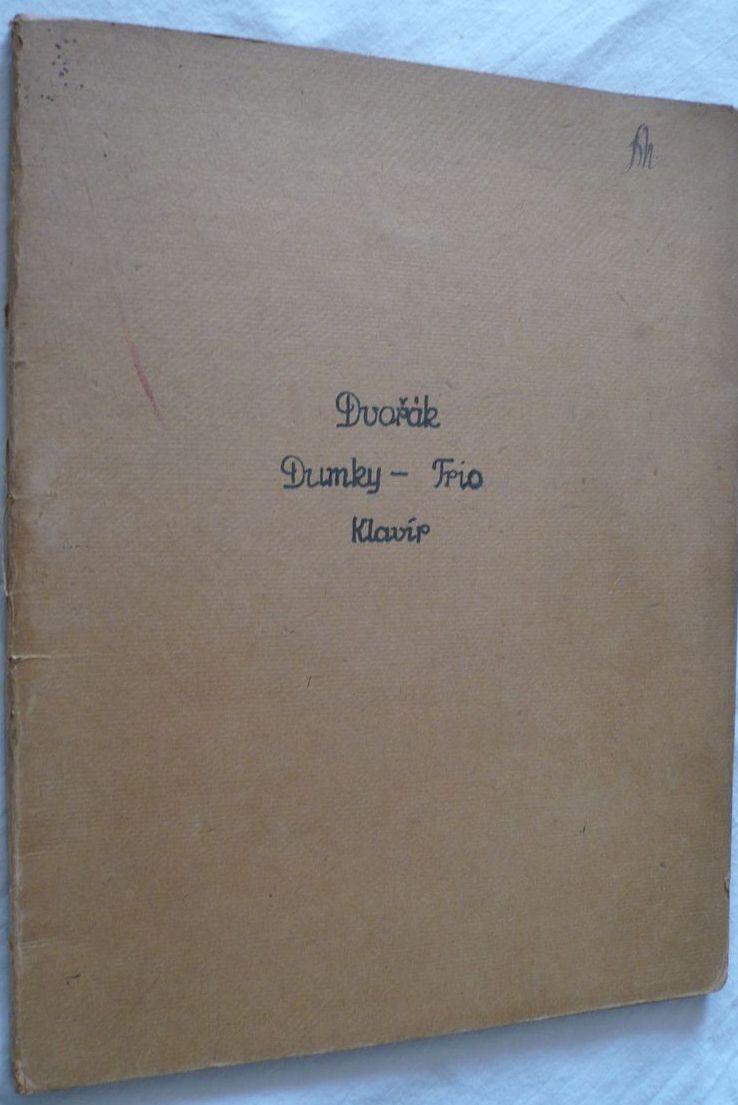 Dvořák
Dumky – Trio
Klavír